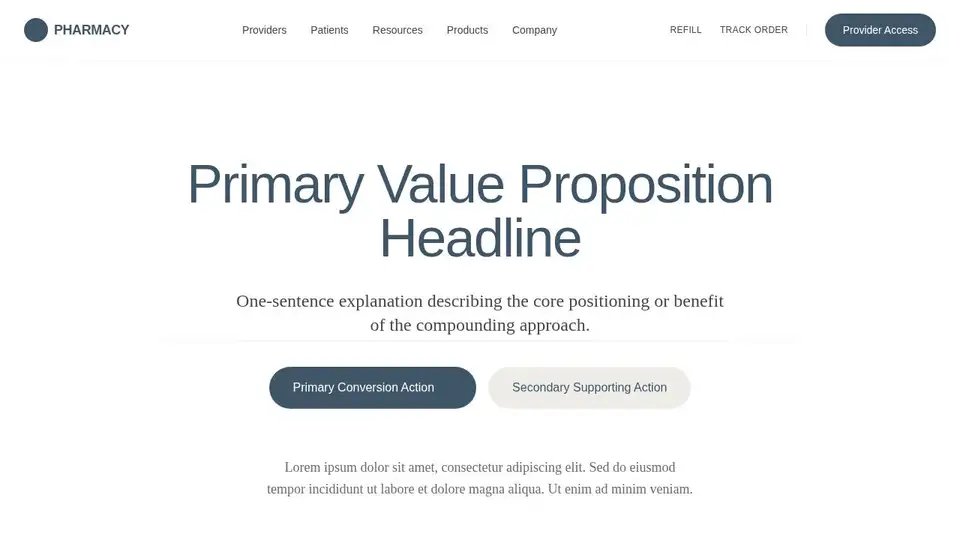 PHARMACY
Providers
Patients
Resources
Products
Company
REFILL
TRACK ORDER
Provider Access
Primary Value Proposition
Headline
One-sentence explanation describing the core positioning or benefit
of the compounding approach.
Primary Conversion Action
Secondary Supporting Action
Lorem ipsum dolor sit amet, consectetur adipiscing elit. Sed do eiusmod
tempor incididunt ut labore et dolore magna aliqua. Ut enim ad minim veniam.